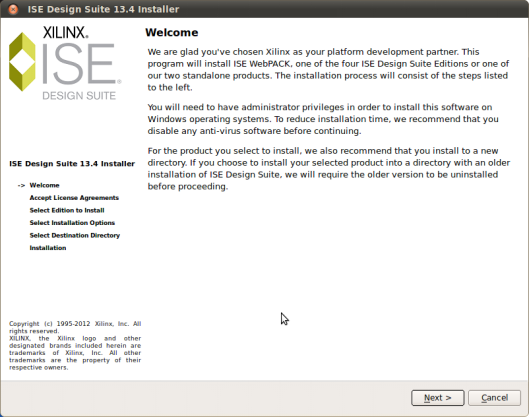 ISE Design Suite 13.4 Installer
XILINX®
ISE®
DESIGN SUITE
ISE Design Suite 13.4 Installer
-> Welcome
Accept License Agreements
Select Edition to Install
Select Installation Options
Select Destination Directory
Installation
Copyright (c) 1995-2012 Xilinx, Inc. All
rights reserved.
XILINX, the Xilinx logo and other
designated brands included herein are
trademarks of Xilinx, Inc. All other
trademarks are the property of their
respective owners.
Welcome
We are glad you've chosen Xilinx as your platform development partner. This
program will install ISE WebPACK, one of the four ISE Design Suite Editions or one of
our two standalone products. The installation process will consist of the steps listed
to the left.
You will need to have administrator privileges in order to install this software on
Windows operating systems. To reduce installation time, we recommend that you
disable any anti-virus software before continuing.
For the product you select to install, we also recommend that you install to a new
directory. If you choose to install your selected product into a directory with an older
installation of ISE Design Suite, we will require the older version to be uninstalled
before proceeding.
Next >
Cancel